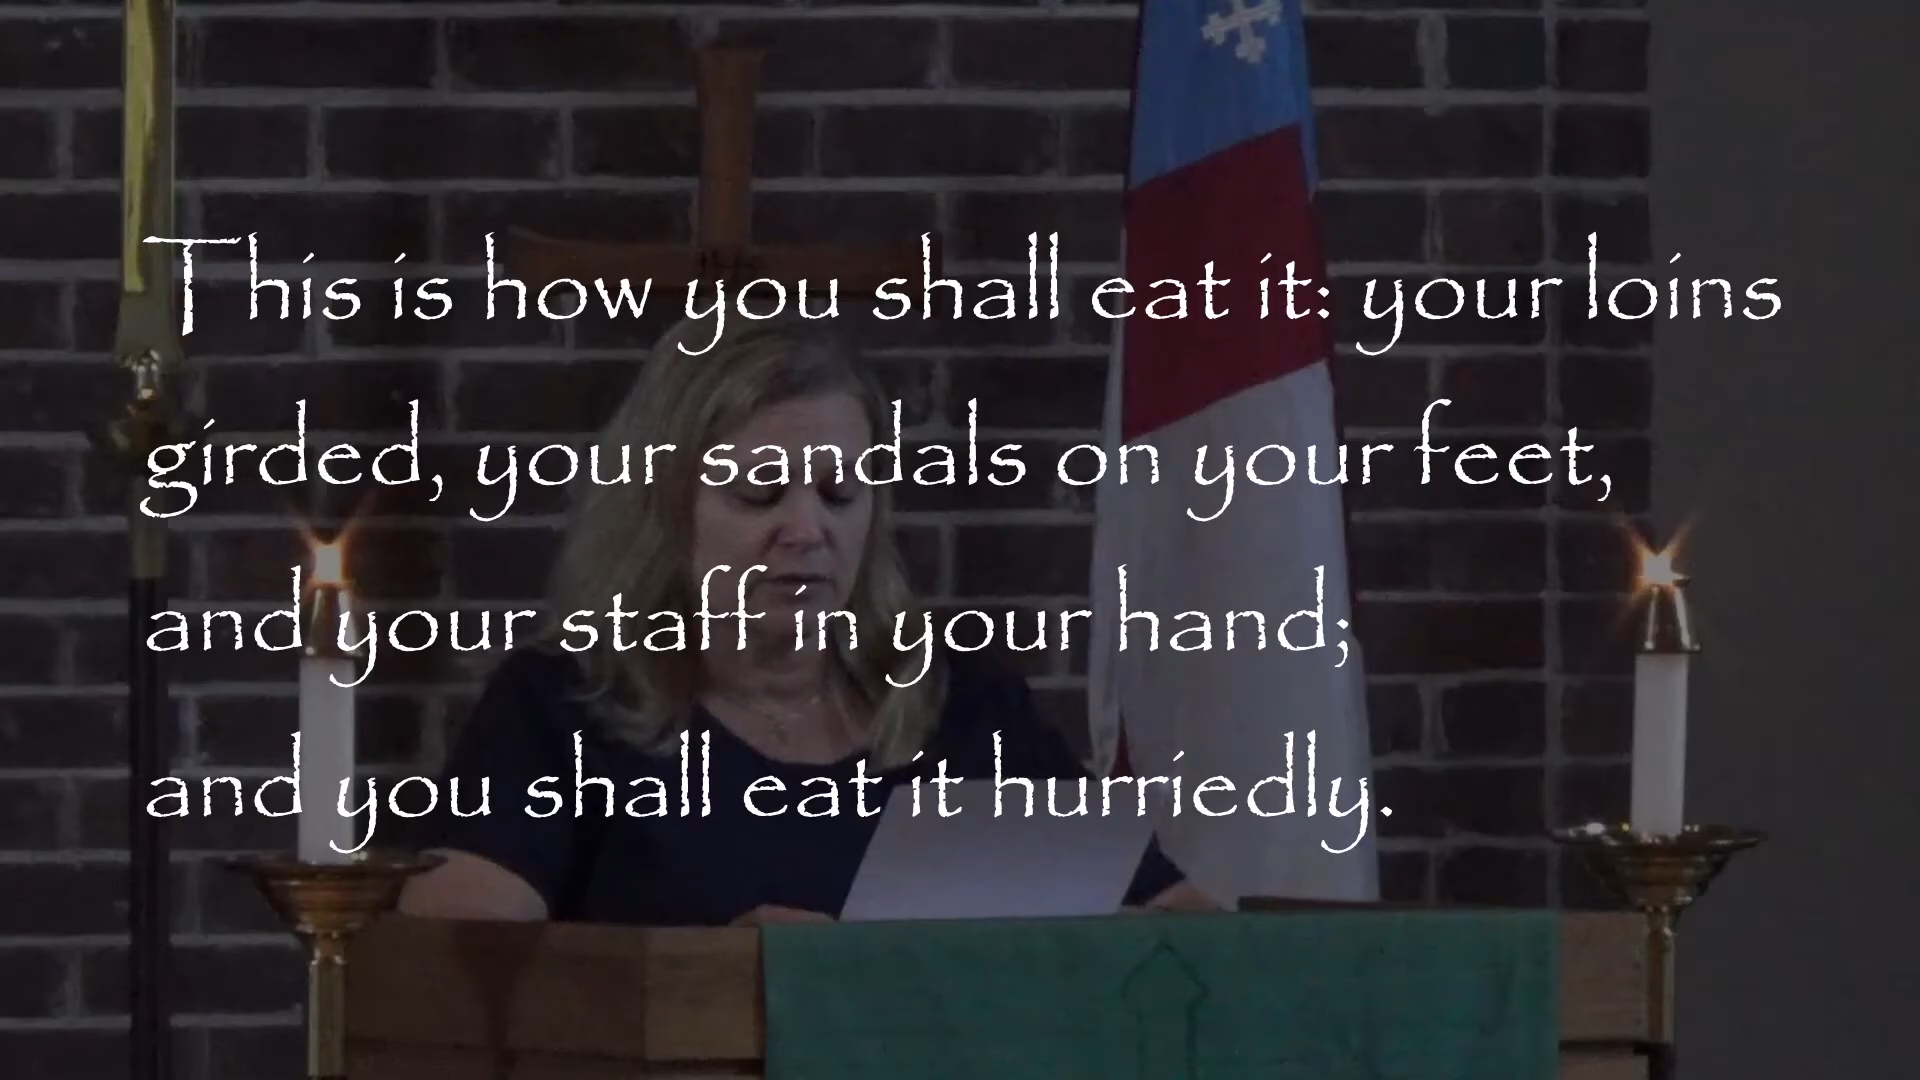 This is how you shall eat it: your loins
girded, your sandals on your feet,
and your staff in your hand;
and you shall eat it hurriedly.